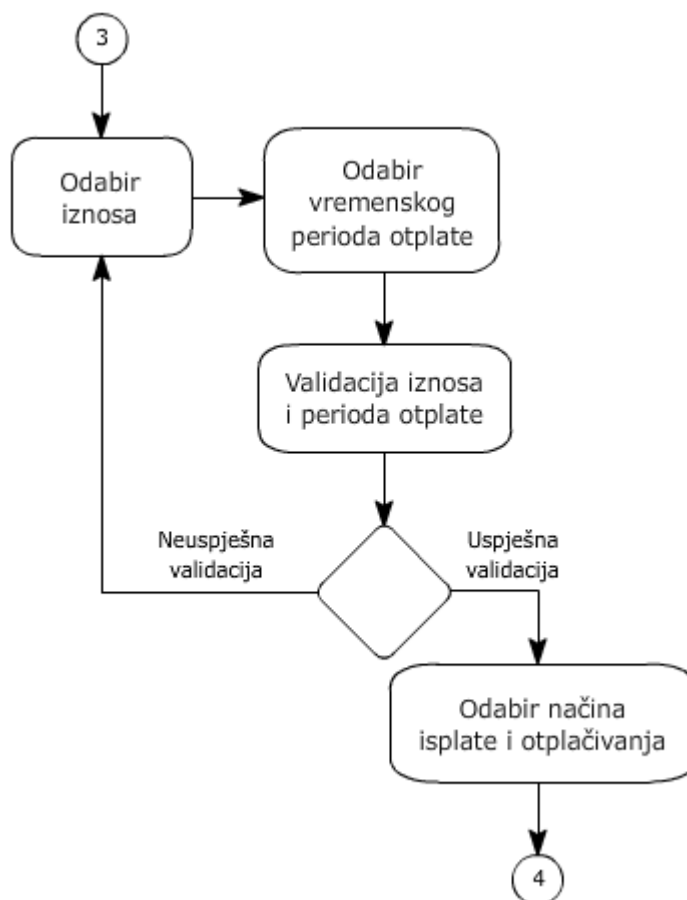 3
Odabir
iznosa
Odabir
vremenskog
perioda otplate
Validacija iznosa
i perioda otplate
Neuspješna
validacija
Uspješna
validacija
Odabir načina
isplate i otplačivanja
4